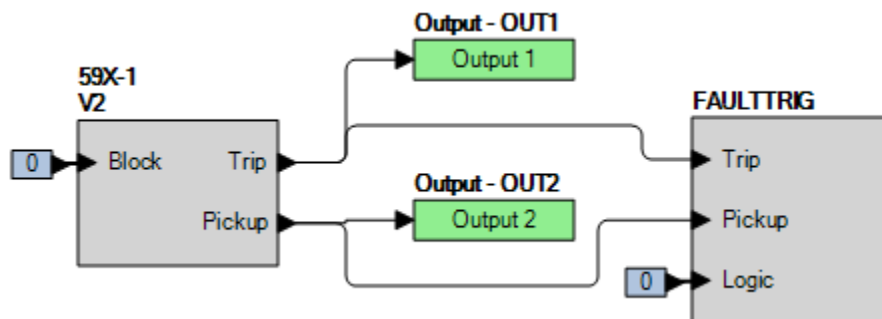 Output - OUT1
Output 1
59X-1
V2
FAULTTRIG
0
Block
Trip
Trip
Output - OUT2
Pickup
Output 2
Pickup
0
Logic